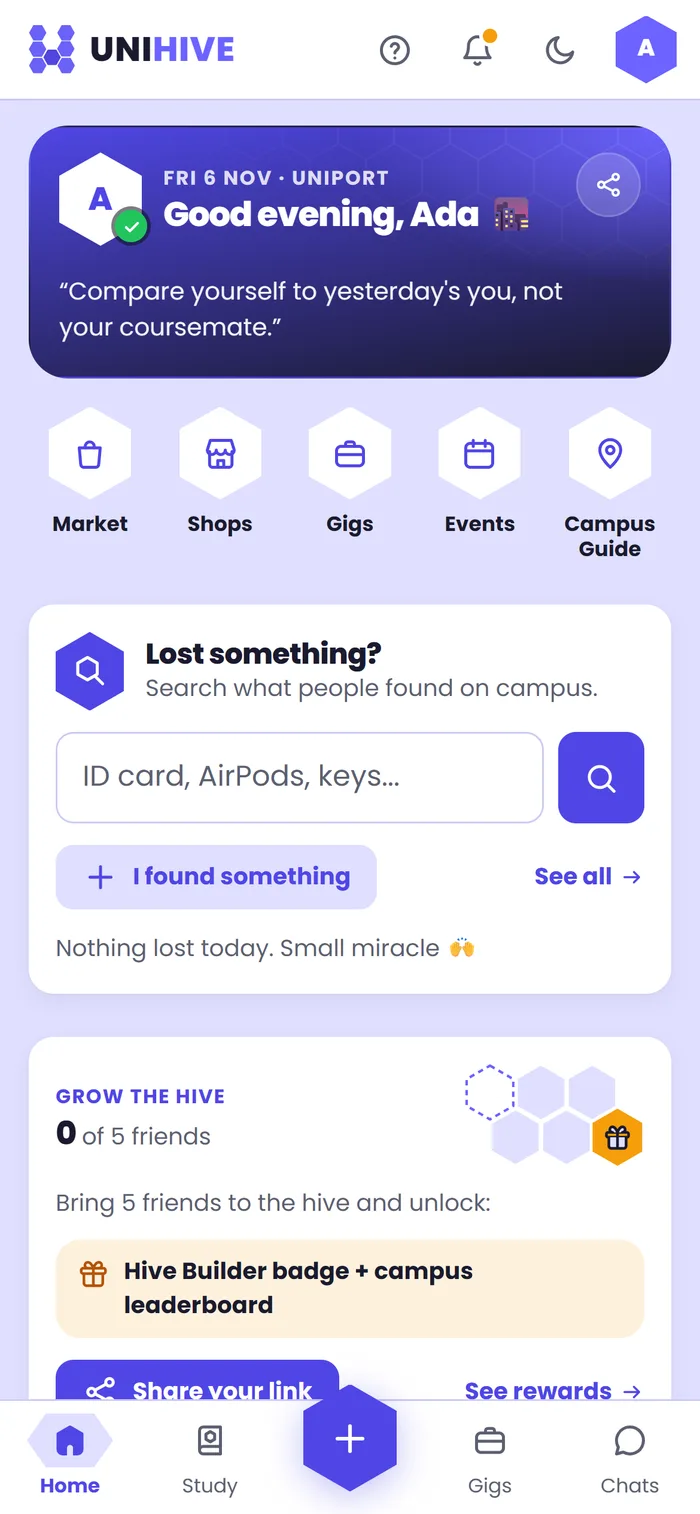 UNIHIVE
A
FRI 6 NOV · UNIPORT
A
Good evening, Ada
“Compare yourself to yesterday's you, not
your coursemate.”
Market
Shops
Gigs
Events
Campus
Guide
Lost something?
Search what people found on campus.
ID card, AirPods, keys...
I found something
See all →
Nothing lost today. Small miracle 🙌
GROW THE HIVE
0 of 5 friends
Bring 5 friends to the hive and unlock:
Hive Builder badge + campus
leaderboard
Share your link
See rewards →
Home
Study
Gigs
Chats